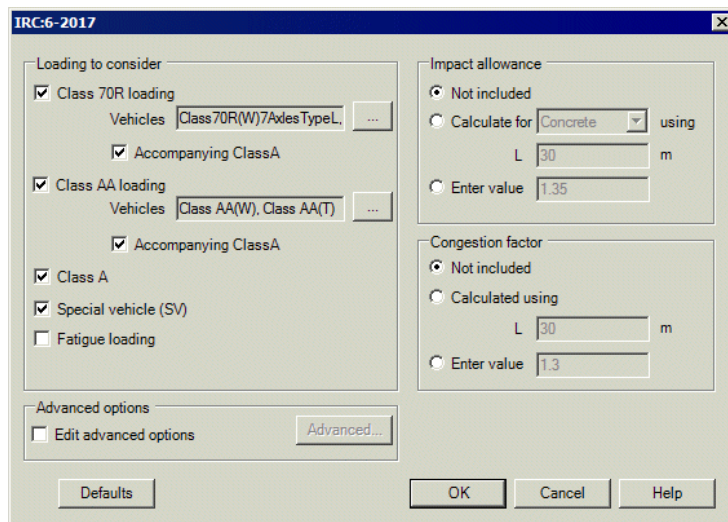 IRC:6-2017
Loading to consider
Class 70R loading
Vehicles Class70R(W)7AxlesTypeL, ...
Accompanying ClassA
Class AA loading
Vehicles Class AA(W), Class AA(T) ...
Accompanying ClassA
Class A
Special vehicle (SV)
Fatigue loading
Advanced options
Edit advanced options Advanced...
Impact allowance
Not included
Calculate for Concrete using
L 30 m
Enter value 1.35
Congestion factor
Not included
Calculated using
L 30 m
Enter value 1.3
Defaults OK Cancel Help